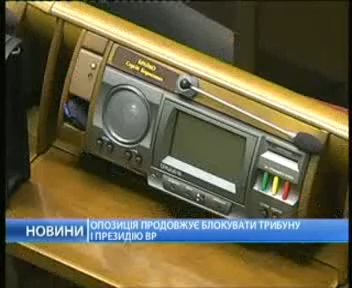 НОВИНИ
ОПОЗИЦІЯ ПРОДОВЖУЄ БЛОКУВАТИ ТРИБУНУ
І ПРЕЗИДІЮ ВР